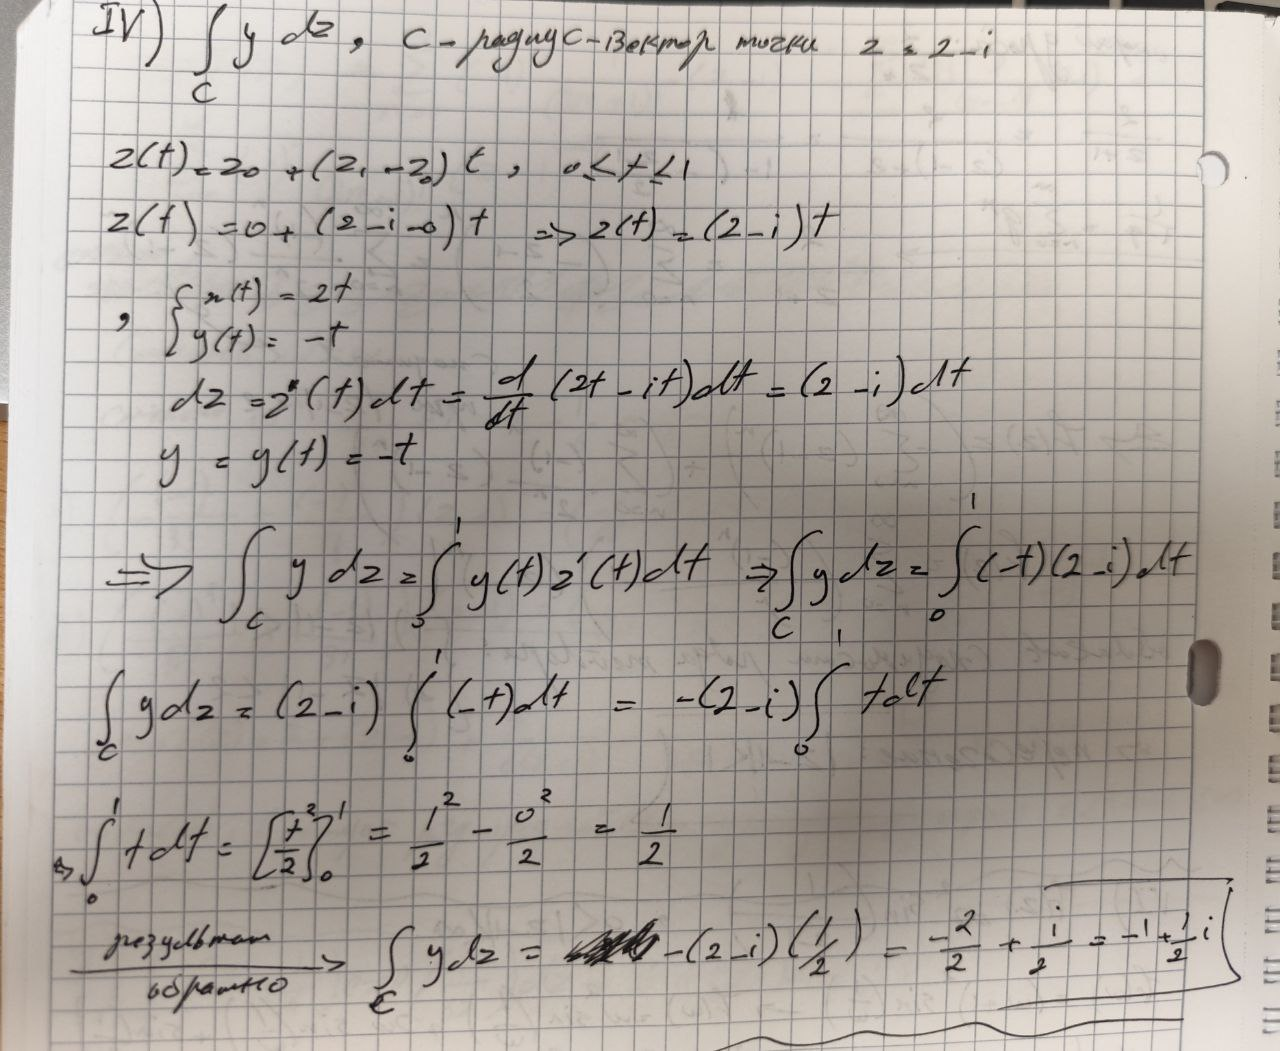 IV) ∫_C y dz, C - радиус-вектор точки z = 2-i
z(t) = z₀ + (z₁ - z₀) t, 0 ≤ t ≤ 1
z(t) = 0 + (2-i-0) t ⇒ z(t) = (2-i)t
, { x(t) = 2t
y(t) = -t
dz = z'(t)dt = d/dt (2t - it)dt = (2-i)dt
y = y(t) = -t
⇒ ∫_C y dz = ∫₀¹ y(t) z'(t)dt ⇒ ∫_C y dz = ∫₀¹ (-t)(2-i)dt
∫_C y dz = (2-i) ∫₀¹ (-t)dt = -(2-i) ∫₀¹ t dt
⇒ ∫₀¹ t dt = [t²/2]₀¹ = 1²/2 - 0²/2 = 1/2
результат обратно → ∫_C y dz = -(2-i)(1/2) = -2/2 + i/2 = -1 + 1/2 i